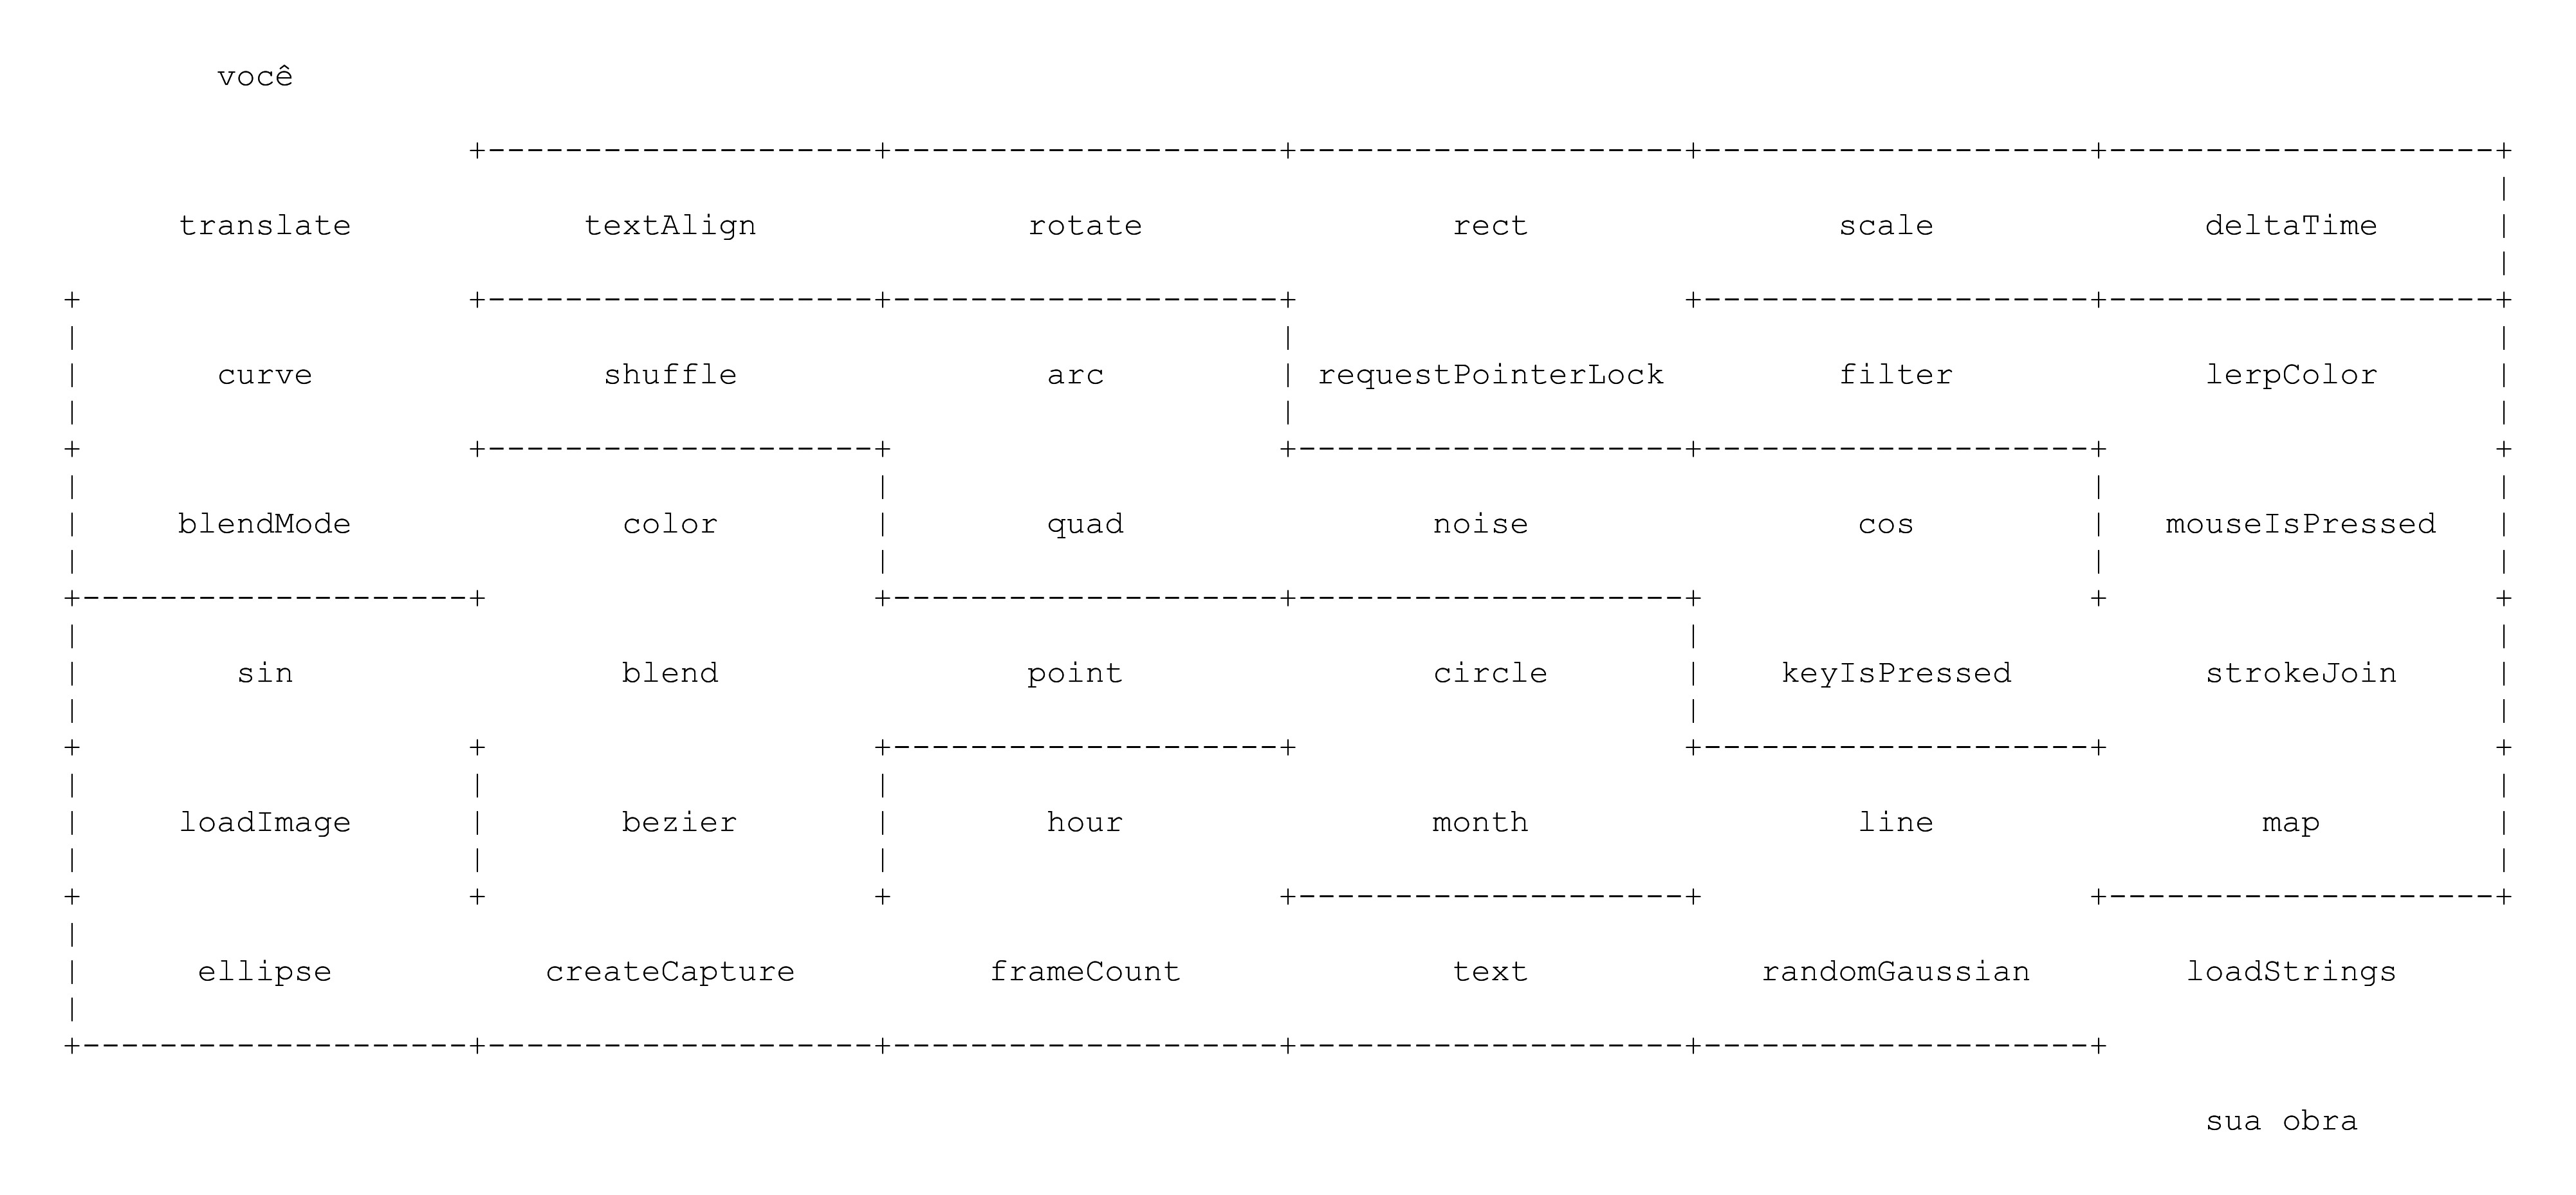 você
translate textAlign rotate rect scale deltaTime
curve shuffle arc requestPointerLock filter lerpColor
blendMode color quad noise cos mouseIsPressed
sin blend point circle keyIsPressed strokeJoin
loadImage bezier hour month line map
ellipse createCapture frameCount text randomGaussian loadStrings
sua obra